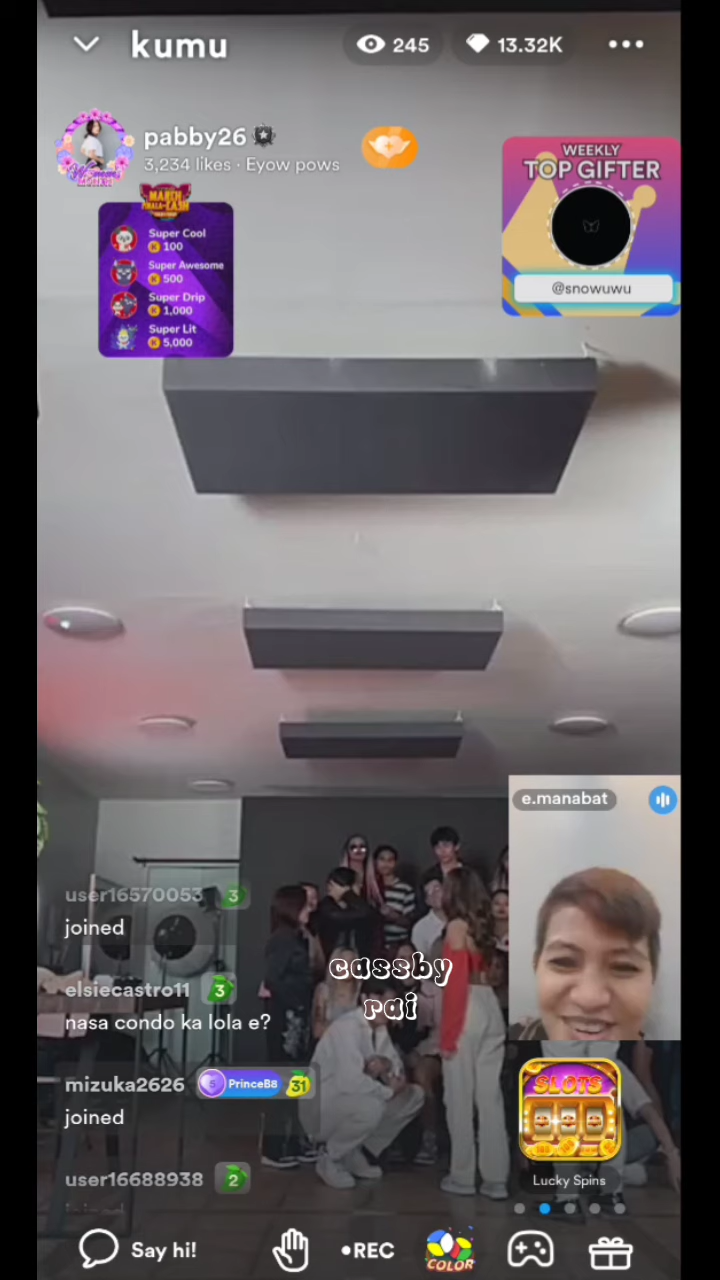 kumu
245
13.32K
pabby26
3,234 likes · Eyow pows
WEEKLY
TOP GIFTER
@snowuwu
MARCH
Super Cool
100
Super Awesome
500
Super Drip
1,000
Super Lit
5,000
e.manabat
user16570053 3
joined
elsiecastro11 3
nasa condo ka lola e?
mizuka2626 5 PrinceB8 31
joined
user16688938 2
cassby
rai
SLOTS
Lucky Spins
Say hi!
•REC
COLOR